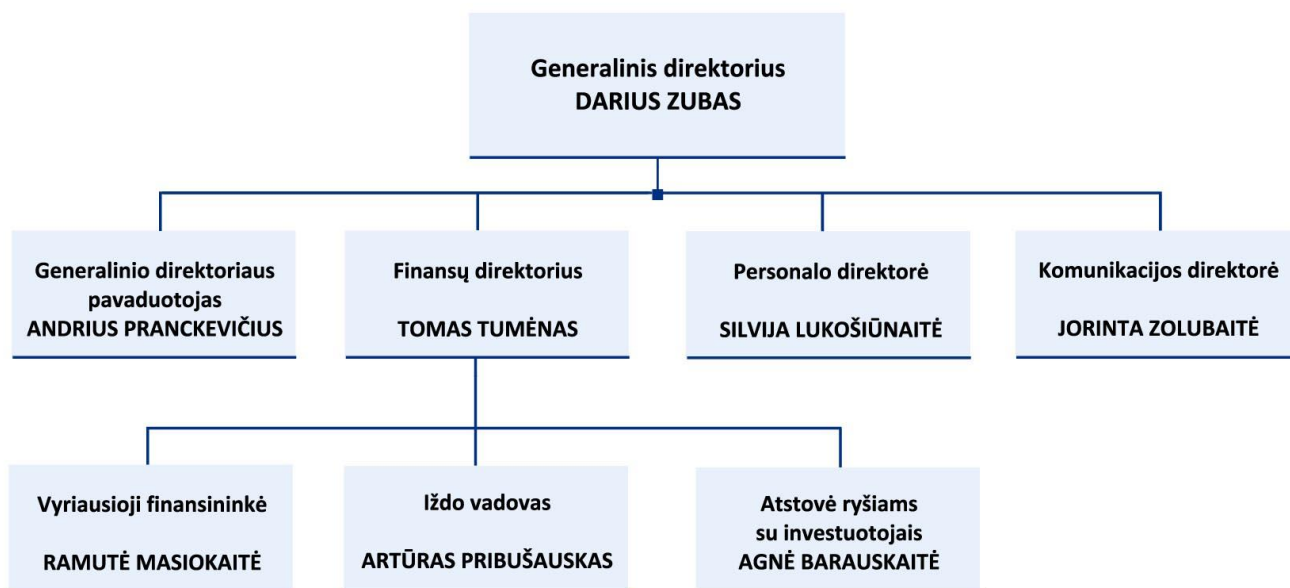 Generalinis direktorius
DARIUS ZUBAS
Generalinio direktoriaus
pavaduotojas
ANDRIUS PRANCKEVIČIUS
Finansų direktorius
TOMAS TUMĖNAS
Personalo direktorė
SILVIJA LUKOŠIŪNAITĖ
Komunikacijos direktorė
JORINTA ZOLUBAITĖ
Vyriausioji finansininkė
RAMUTĖ MASIOKAITĖ
Iždo vadovas
ARTŪRAS PRIBUŠAUSKAS
Atstovė ryšiams
su investuotojais
AGNĖ BARAUSKAITĖ